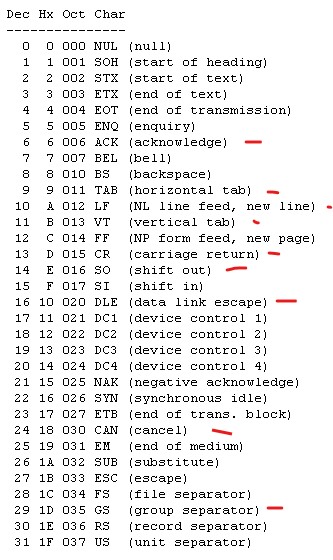 Dec Hx Oct Char
---------------
0 0 000 NUL (null)
1 1 001 SOH (start of heading)
2 2 002 STX (start of text)
3 3 003 ETX (end of text)
4 4 004 EOT (end of transmission)
5 5 005 ENQ (enquiry)
6 6 006 ACK (acknowledge)
7 7 007 BEL (bell)
8 8 010 BS (backspace)
9 9 011 TAB (horizontal tab)
10 A 012 LF (NL line feed, new line)
11 B 013 VT (vertical tab)
12 C 014 FF (NP form feed, new page)
13 D 015 CR (carriage return)
14 E 016 SO (shift out)
15 F 017 SI (shift in)
16 10 020 DLE (data link escape)
17 11 021 DC1 (device control 1)
18 12 022 DC2 (device control 2)
19 13 023 DC3 (device control 3)
20 14 024 DC4 (device control 4)
21 15 025 NAK (negative acknowledge)
22 16 026 SYN (synchronous idle)
23 17 027 ETB (end of trans. block)
24 18 030 CAN (cancel)
25 19 031 EM (end of medium)
26 1A 032 SUB (substitute)
27 1B 033 ESC (escape)
28 1C 034 FS (file separator)
29 1D 035 GS (group separator)
30 1E 036 RS (record separator)
31 1F 037 US (unit separator)